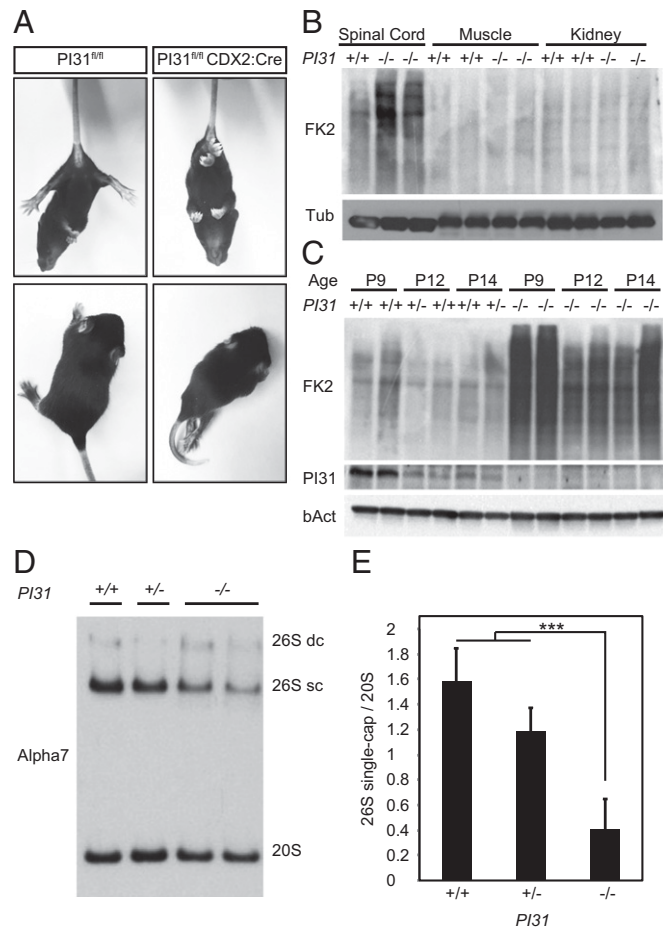 A
PI31fl/fl
PI31fl/fl CDX2:Cre
B
Spinal Cord Muscle Kidney
PI31 +/+ -/- -/- +/+ +/+ -/- -/- +/+ +/+ -/- -/-
FK2
Tub
C
Age P9 P12 P14 P9 P12 P14
PI31 +/+ +/+ +/- +/+ +/+ +/- -/- -/- -/- -/- -/- -/-
FK2
PI31
bAct
D
PI31 +/+ +/- -/-
26S dc
26S sc
Alpha7
20S
E
***
26S single-cap / 20S
2
1.8
1.6
1.4
1.2
1
0.8
0.6
0.4
0.2
0
+/+ +/- -/-
PI31